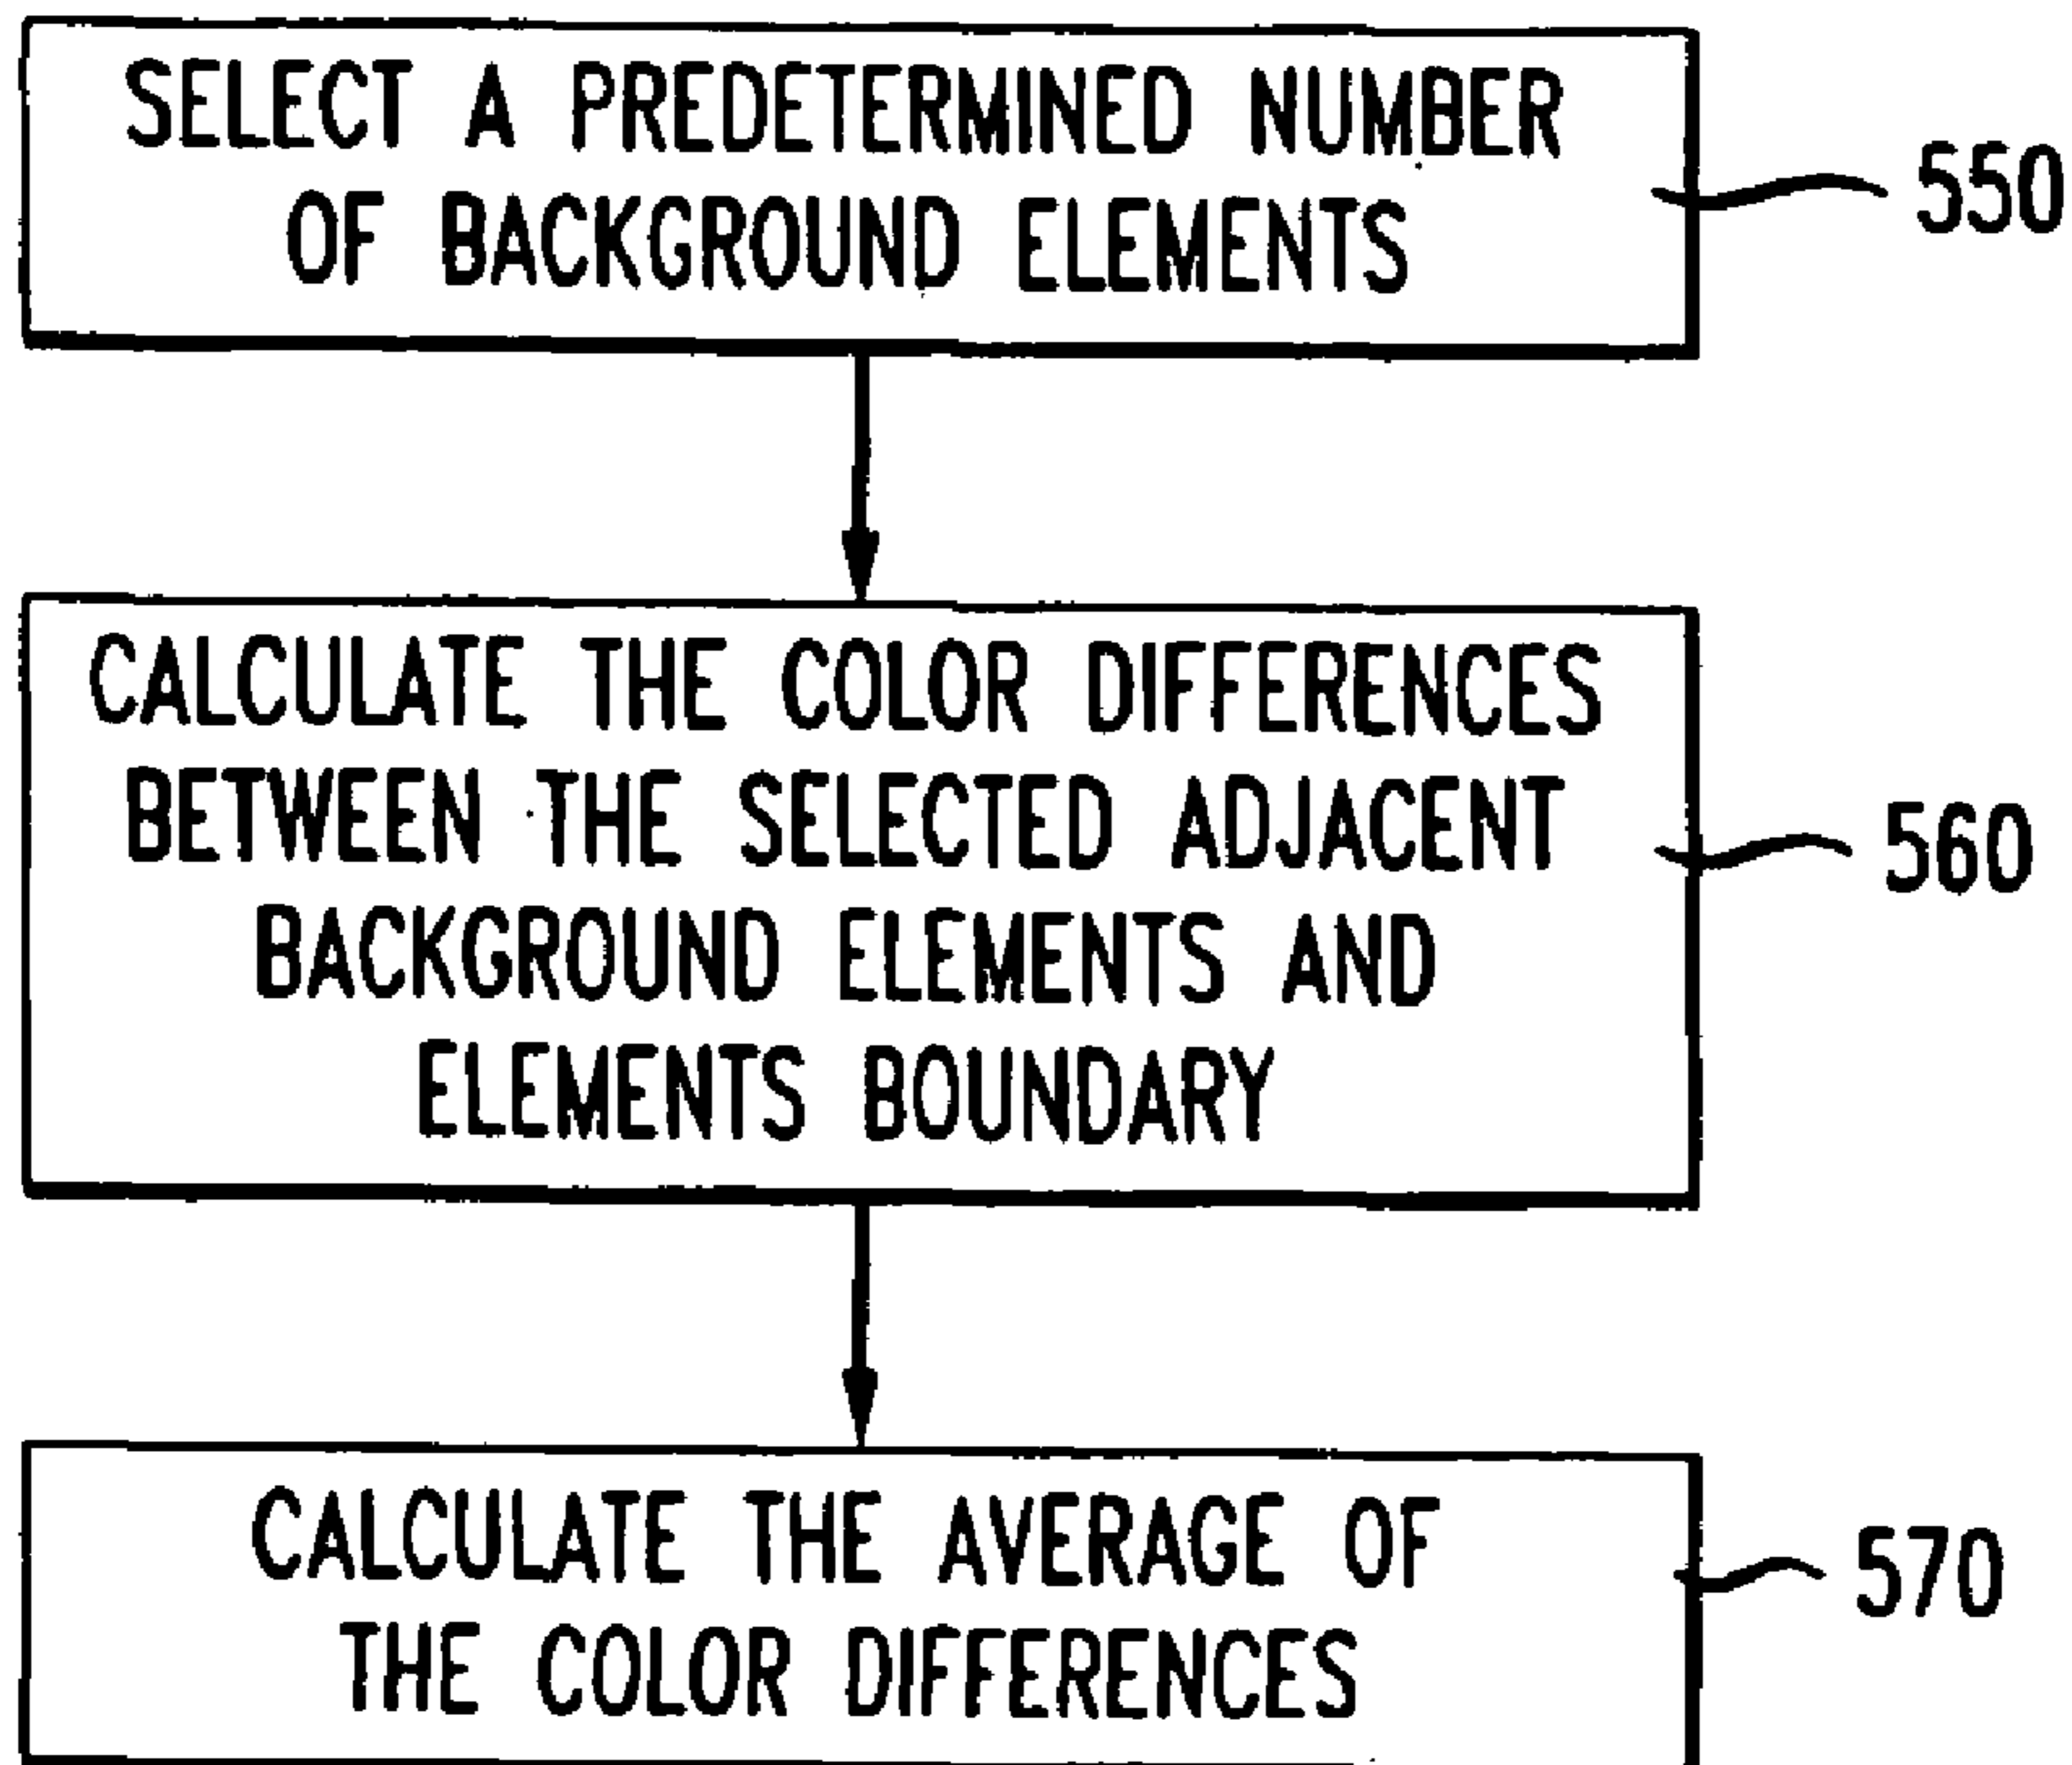 SELECT A PREDETERMINED NUMBER
OF BACKGROUND ELEMENTS
550
CALCULATE THE COLOR DIFFERENCES
BETWEEN THE SELECTED ADJACENT
BACKGROUND ELEMENTS AND
ELEMENTS BOUNDARY
560
CALCULATE THE AVERAGE OF
THE COLOR DIFFERENCES
570